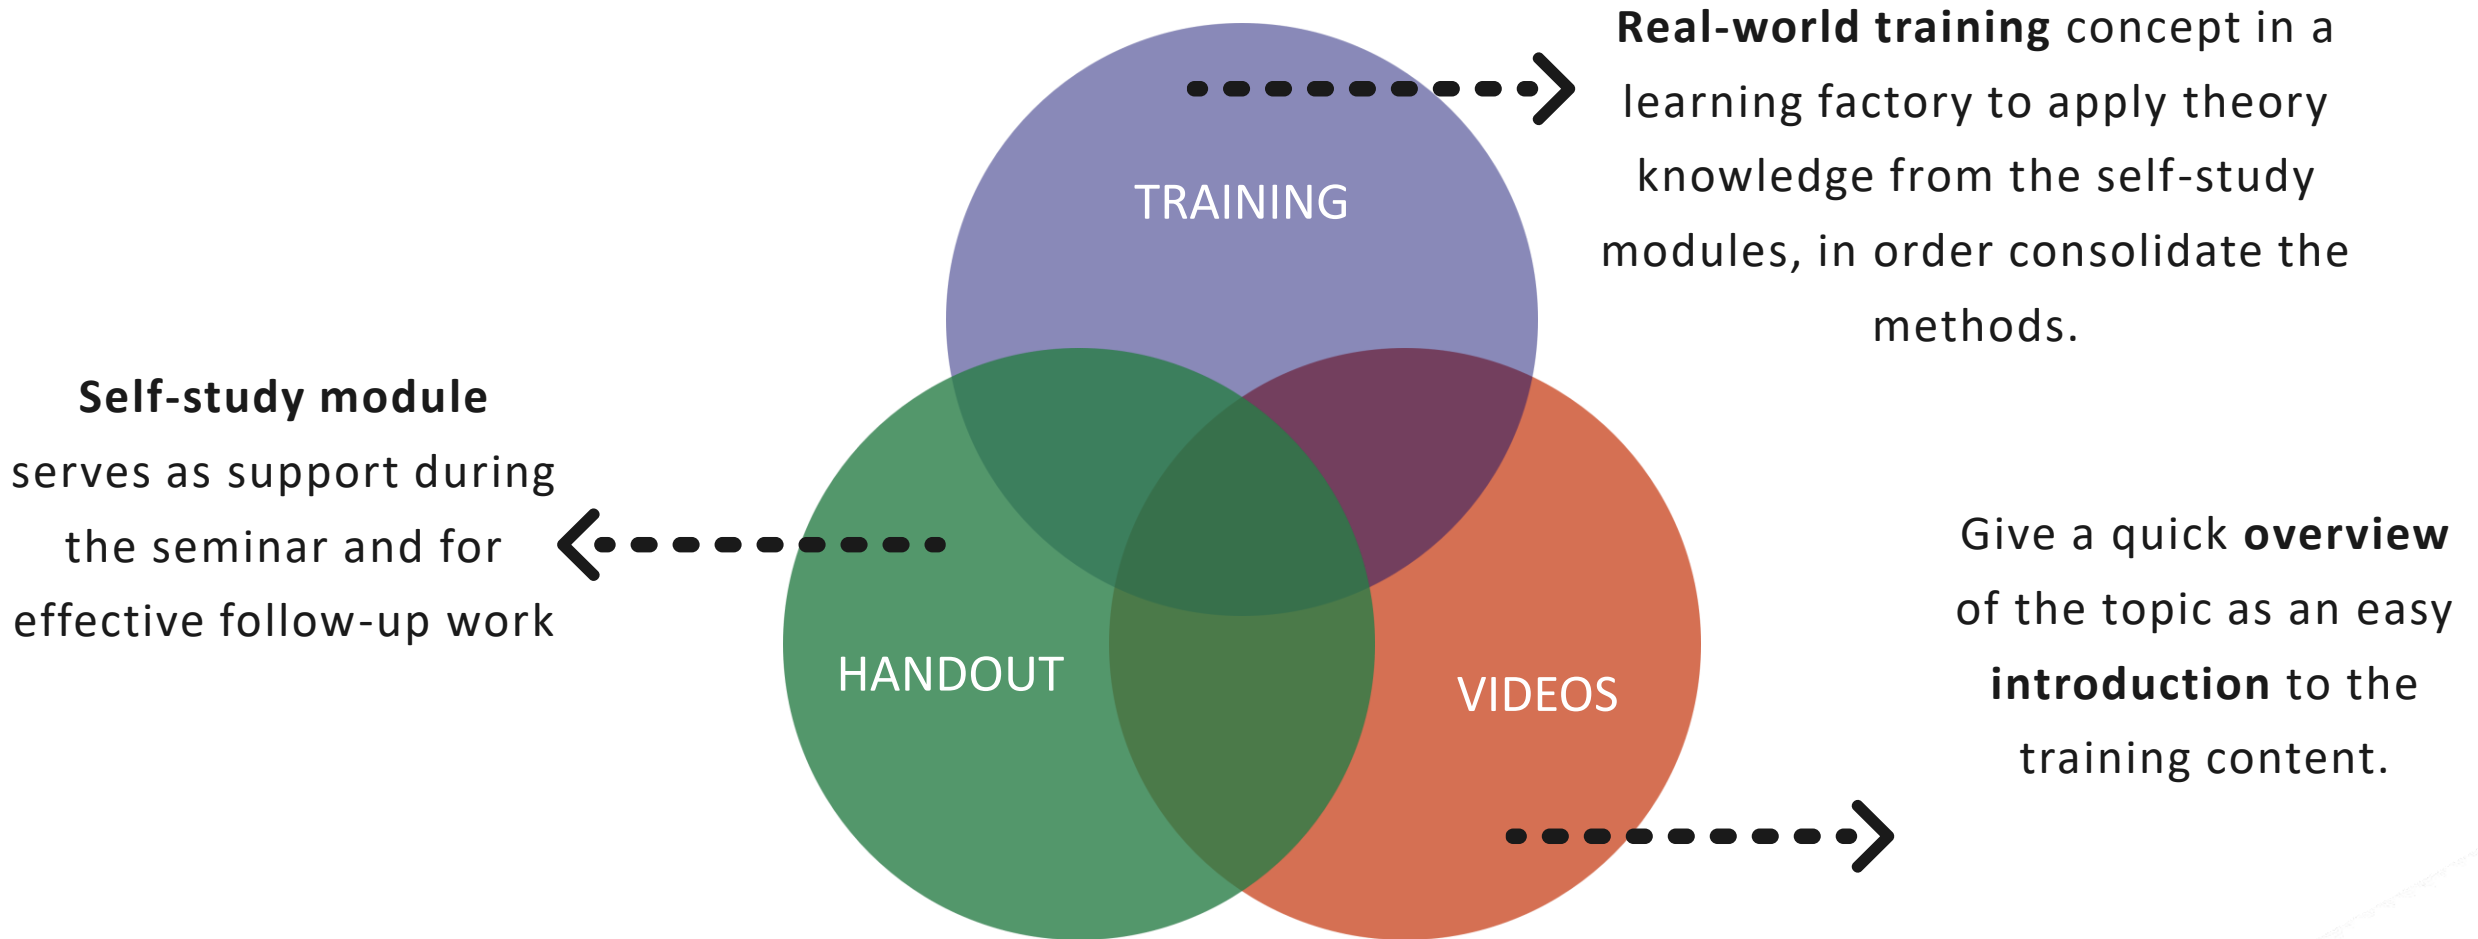 Real-world training concept in a
learning factory to apply theory
knowledge from the self-study
modules, in order consolidate the
methods.
TRAINING
Self-study module
serves as support during
the seminar and for
effective follow-up work
HANDOUT
VIDEOS
Give a quick overview
of the topic as an easy
introduction to the
training content.